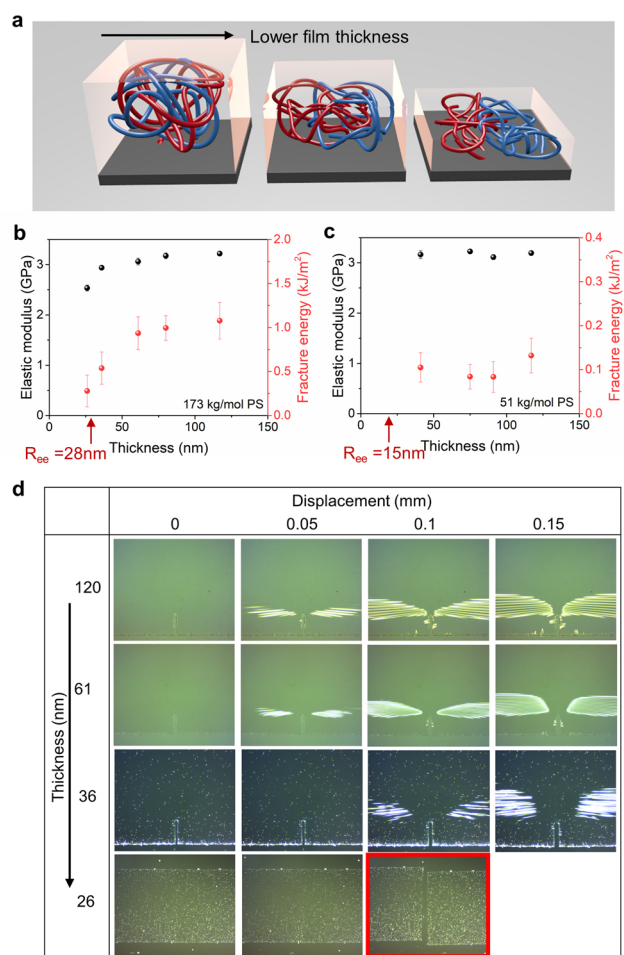 a
Lower film thickness
b
Elastic modulus (GPa)
3
2
1
0
0
50
100
150
Thickness (nm)
2.0
1.5
1.0
0.5
0.0
Fracture energy (kJ/m²)
173 kg/mol PS
Ree =28nm
c
Elastic modulus (GPa)
3
2
1
0
0
50
100
150
Thickness (nm)
0.4
0.3
0.2
0.1
0.0
Fracture energy (kJ/m²)
51 kg/mol PS
Ree =15nm
d
Displacement (mm)
0 0.05 0.1 0.15
Thickness (nm)
120
61
36
26